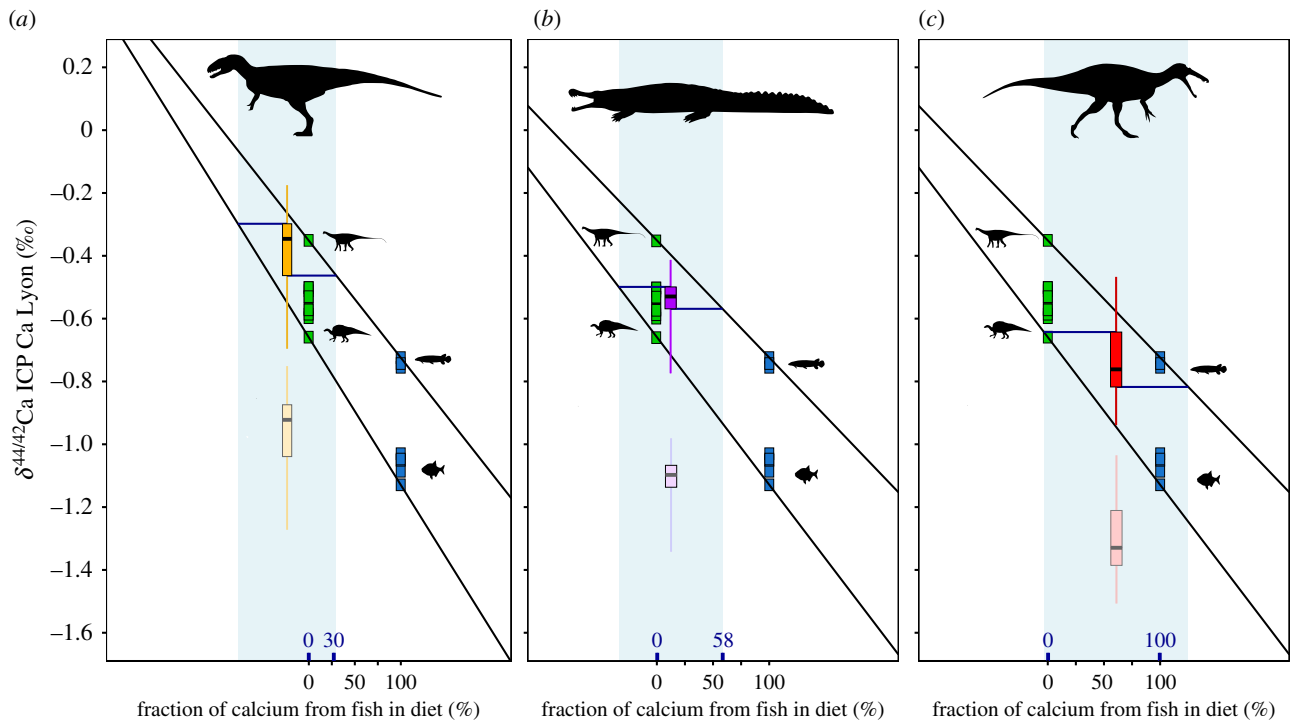 (a)
(b)
(c)
δ44/42Ca ICP Ca Lyon (‰)
0.2
0
−0.2
−0.4
−0.6
−0.8
−1.0
−1.2
−1.4
−1.6
0 30
0 58
0 100
0 50 100
0 50 100
0 50 100
fraction of calcium from fish in diet (%)
fraction of calcium from fish in diet (%)
fraction of calcium from fish in diet (%)